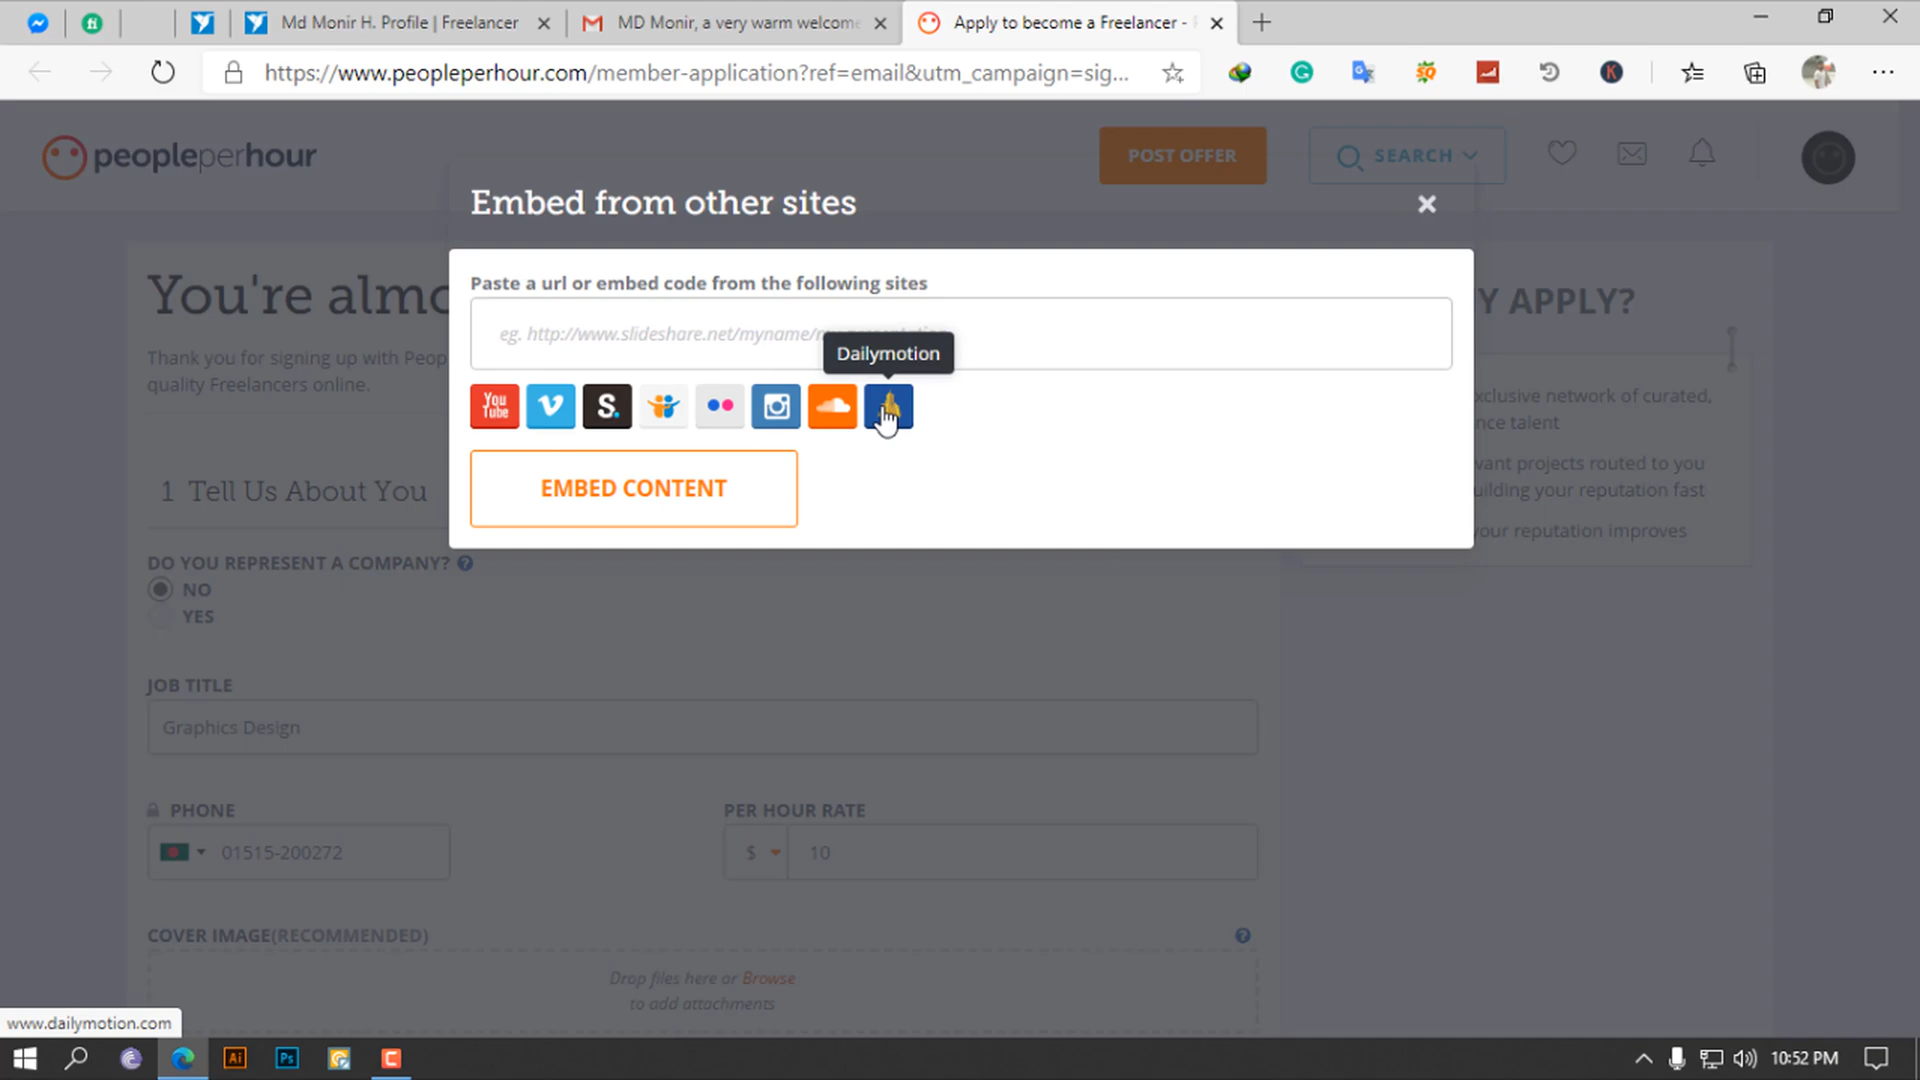 Md Monir H. Profile | Freelancer
MD Monir, a very warm welcome
Apply to become a Freelancer -
https://www.peopleperhour.com/member-application?ref=email&utm_campaign=sig...
peopleperhour
POST OFFER
SEARCH
Embed from other sites
Paste a url or embed code from the following sites
eg. http://www.slideshare.net/myname/
Dailymotion
You Tube
EMBED CONTENT
You're almo
Thank you for signing up with Peop
quality Freelancers online.
Y APPLY?
xclusive network of curated,
nce talent
vant projects routed to you
uilding your reputation fast
your reputation improves
1 Tell Us About You
DO YOU REPRESENT A COMPANY?
NO
YES
JOB TITLE
Graphics Design
PHONE
01515-200272
PER HOUR RATE
$ 10
COVER IMAGE(RECOMMENDED)
Drop files here or Browse
to add attachments
www.dailymotion.com
Ai
Ps
10:52 PM